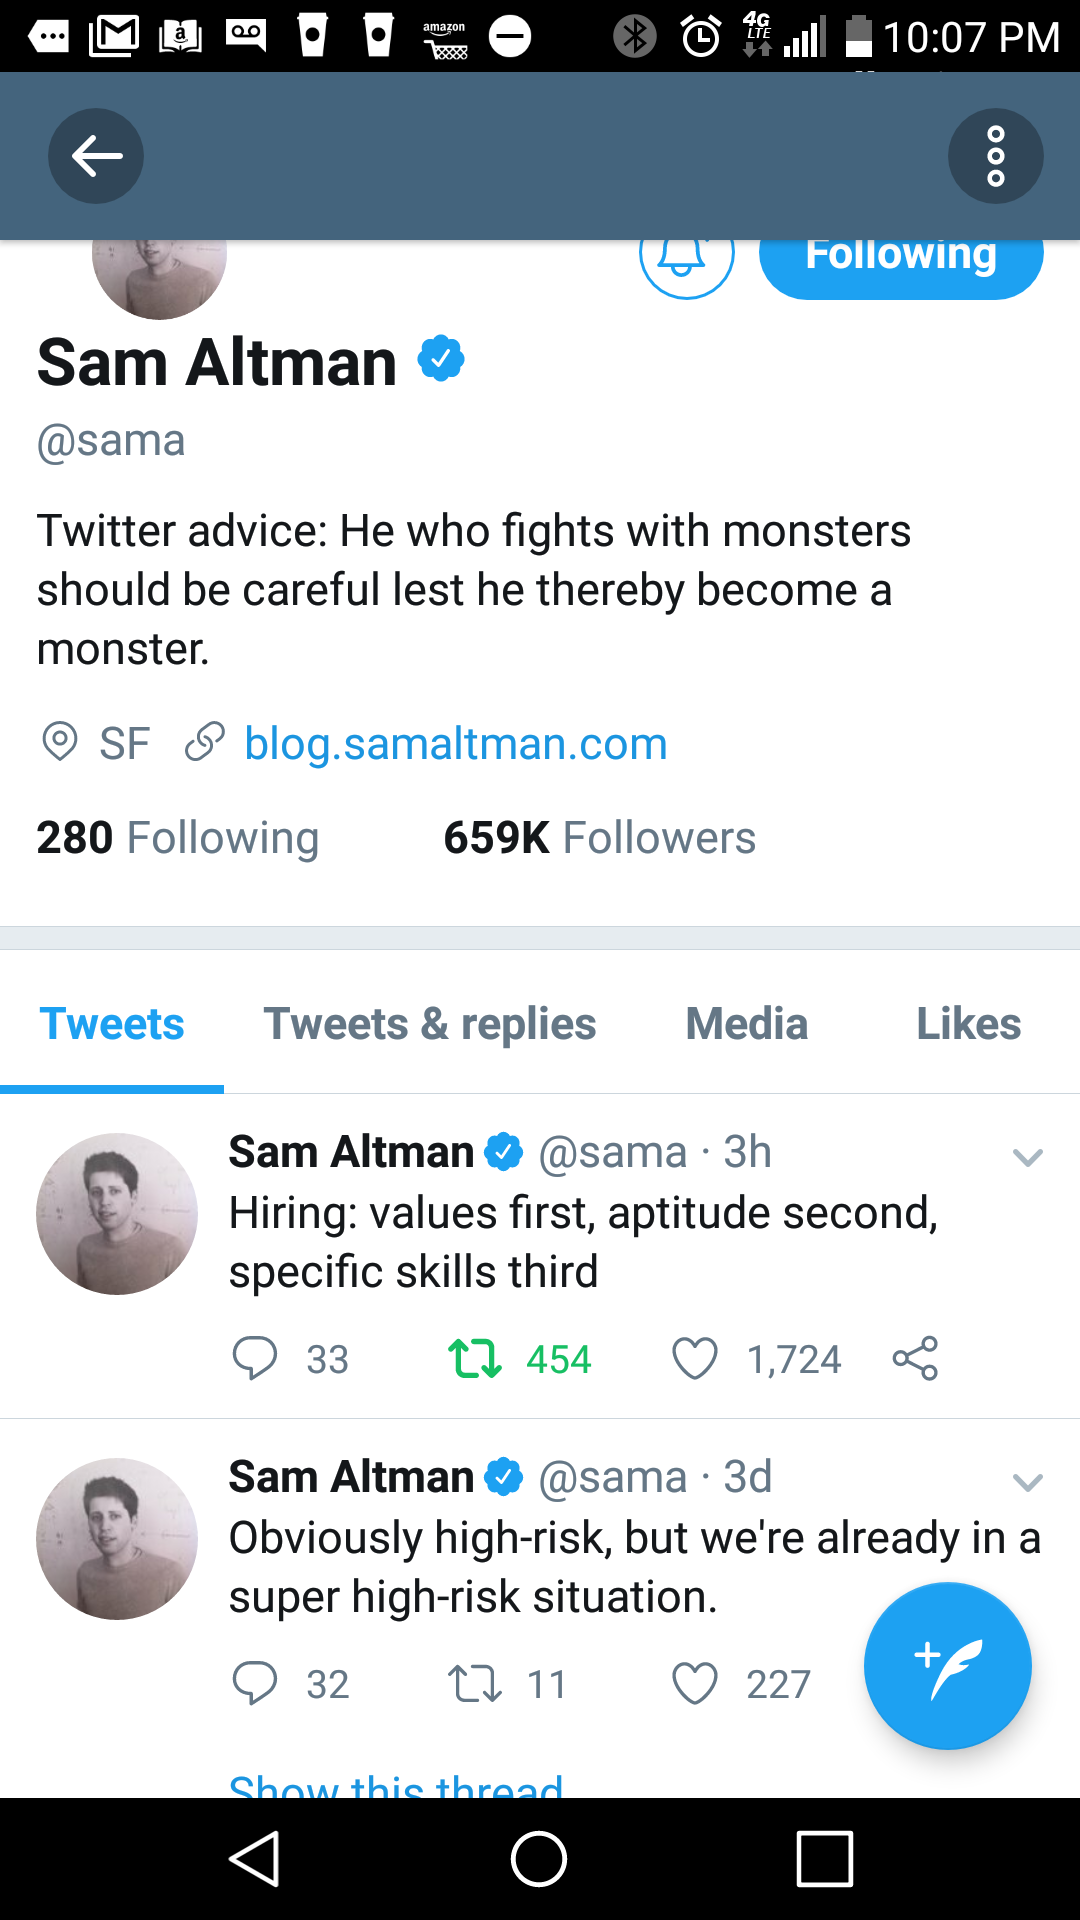 amazon
4G
LTE
10:07 PM
Following
Sam Altman
@sama
Twitter advice: He who fights with monsters
should be careful lest he thereby become a
monster.
SF blog.samaltman.com
280 Following 659K Followers
Tweets Tweets & replies Media Likes
Sam Altman @sama · 3h
Hiring: values first, aptitude second,
specific skills third
33 454 1,724
Sam Altman @sama · 3d
Obviously high-risk, but we're already in a
super high-risk situation.
32 11 227
Show this thread